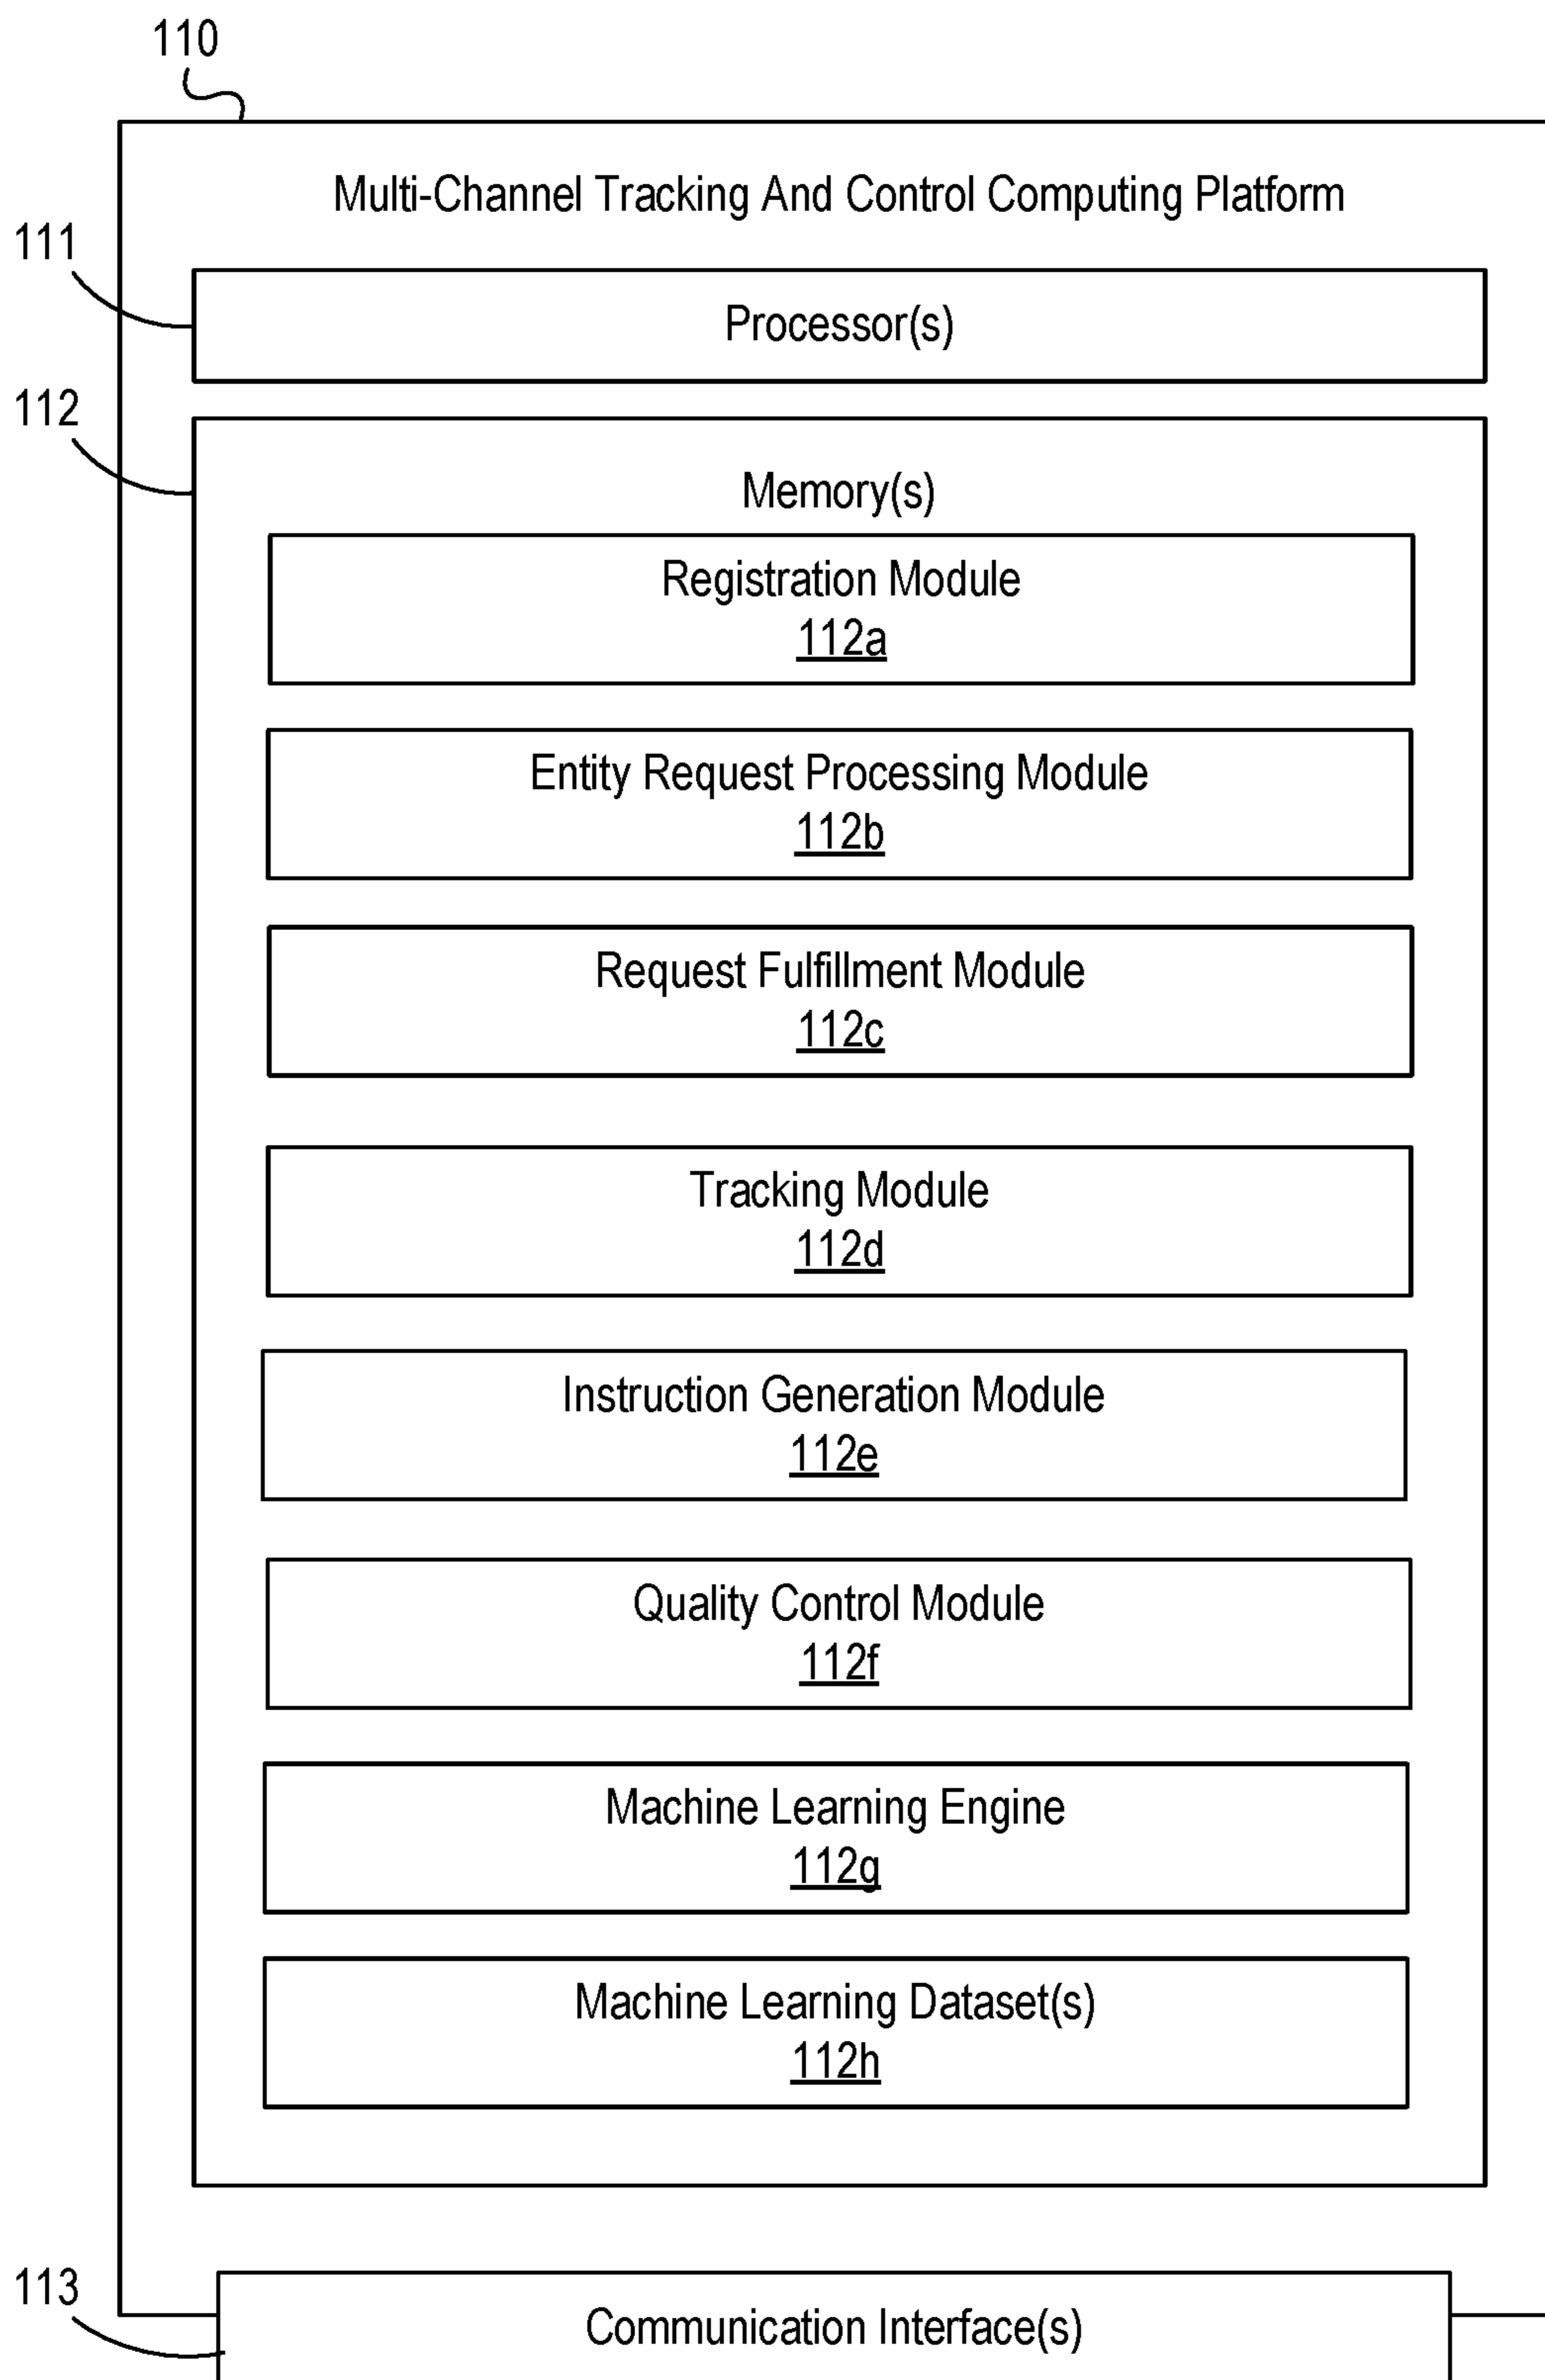 110
Multi-Channel Tracking And Control Computing Platform
111
Processor(s)
112
Memory(s)
Registration Module
112a
Entity Request Processing Module
112b
Request Fulfillment Module
112c
Tracking Module
112d
Instruction Generation Module
112e
Quality Control Module
112f
Machine Learning Engine
112g
Machine Learning Dataset(s)
112h
113
Communication Interface(s)